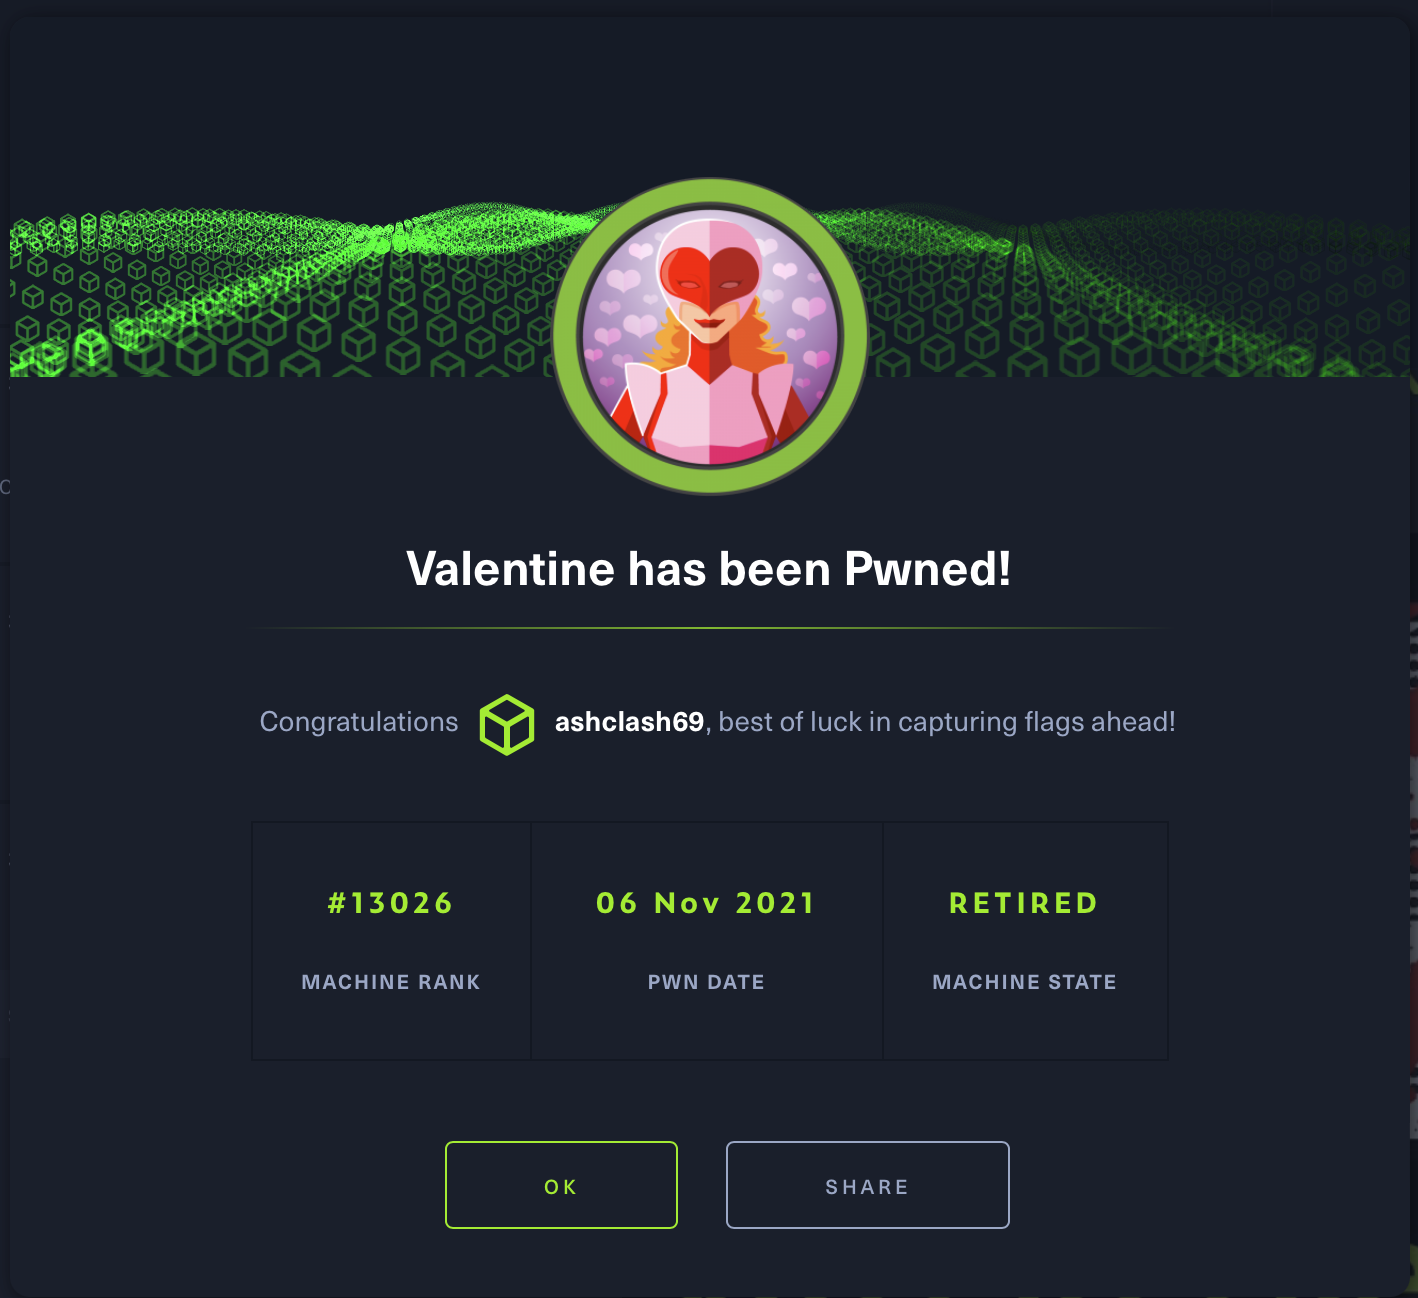 Valentine has been Pwned!
Congratulations ashclash69, best of luck in capturing flags ahead!
#13026 06 Nov 2021 RETIRED
MACHINE RANK PWN DATE MACHINE STATE
OK SHARE